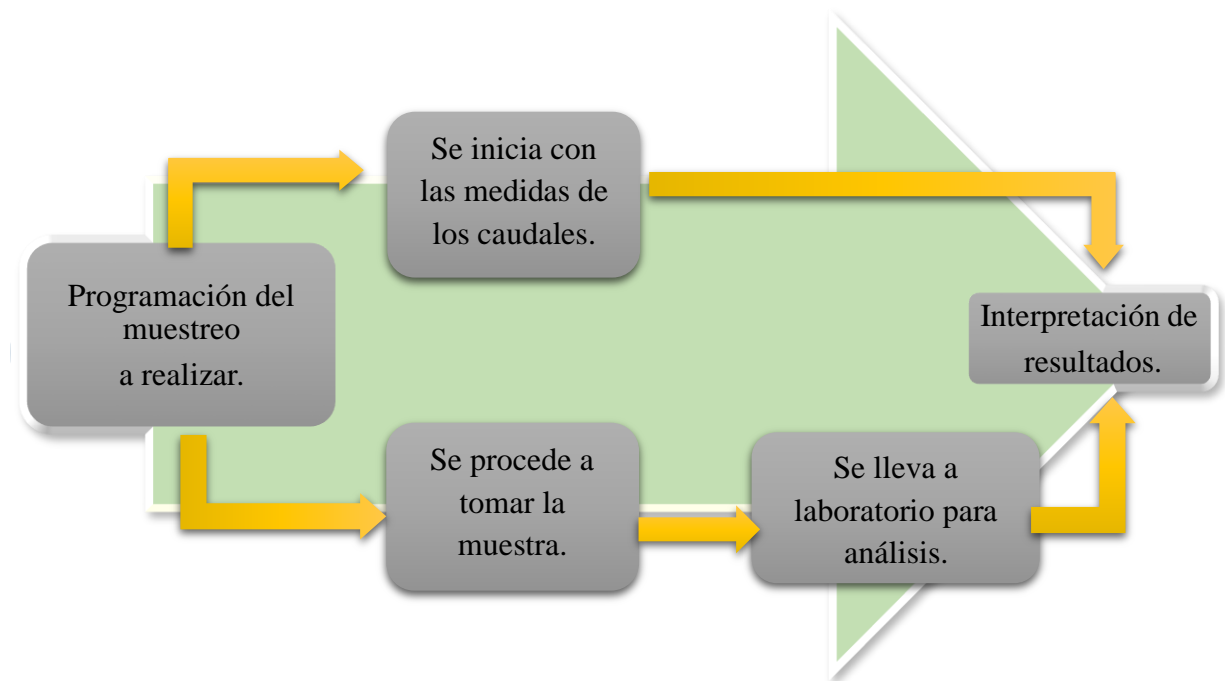 Se inicia con
las medidas de
los caudales.
Programación del
muestreo
a realizar.
Interpretación de
resultados.
Se procede a
tomar la
muestra.
Se lleva a
laboratorio para
análisis.